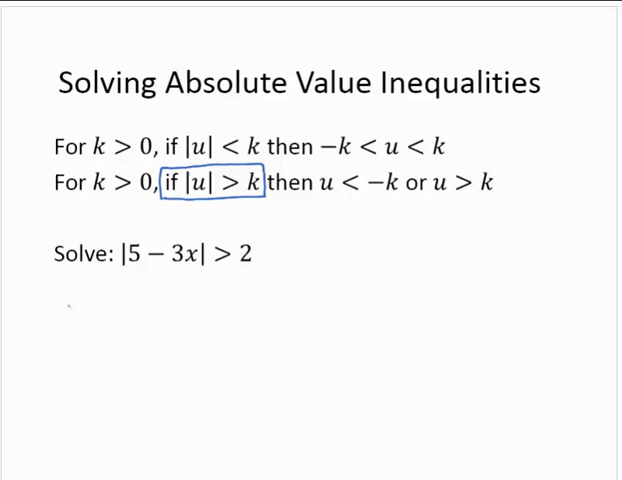 Solving Absolute Value Inequalities
For k > 0, if |u| < k then −k < u < k
For k > 0, if |u| > k then u < −k or u > k
Solve: |5 − 3x| > 2